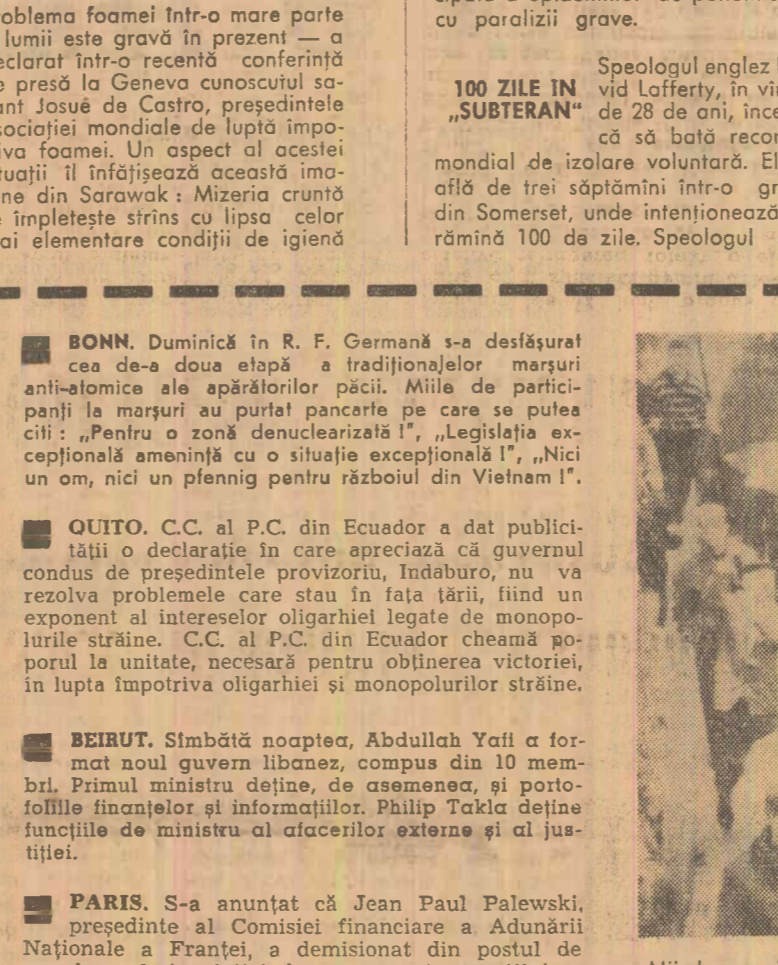 oblema foamei într-o mare parte
lumii este gravă în prezent — a
eclarat într-o recentă conferință
e presă la Geneva cunoscutul sa-
ant Josué de Castro, președintele
sociației mondiale de luptă împo-
iva foamei. Un aspect al acestei
tuații îl înfățișează această ima-
ine din Sarawak : Mizeria cruntă
e împletește strîns cu lipsa celor
ai elementare condiții de igienă
cu paralizii grave.
100 ZILE IN
„SUBTERAN"
Speologul englez
vid Lafferty, în vîr
de 28 de ani, înce
că să bată recor
mondial de izolare voluntară. El
află de trei săptămîni într-o gr
din Somerset, unde intenționează
rămînă 100 de zile. Speologul
BONN. Duminică în R. F. Germană s-a desfășurat
cea de-a doua etapă a tradiționalelor marșuri
anti-atomice ale apărătorilor păcii. Miile de partici-
panți la marșuri au purtat pancarte pe care se putea
citi : „Pentru o zonă denuclearizată !", „Legislația ex-
cepțională amenință cu o situație excepțională !", „Nici
un om, nici un pfennig pentru războiul din Vietnam !".
QUITO. C.C. al P.C. din Ecuador a dat publici-
tății o declarație în care apreciază că guvernul
condus de președintele provizoriu, Indaburo, nu va
rezolva problemele care stau în fața țării, fiind un
exponent al intereselor oligarhiei legate de monopo-
lurile străine. C.C. al P.C. din Ecuador cheamă po-
porul la unitate, necesară pentru obținerea victoriei,
în lupta împotriva oligarhiei și monopolurilor străine.
BEIRUT. Sîmbătă noaptea, Abdullah Yafi a for-
mat noul guvern libanez, compus din 10 mem-
bri. Primul ministru deține, de asemenea, și porto-
foliile finanțelor și informațiilor. Philip Takla deține
funcțiile de ministru al afacerilor externe și al jus-
tiției.
PARIS. S-a anunțat că Jean Paul Palewski,
președinte al Comisiei financiare a Adunării
Naționale a Franței, a demisionat din postul de